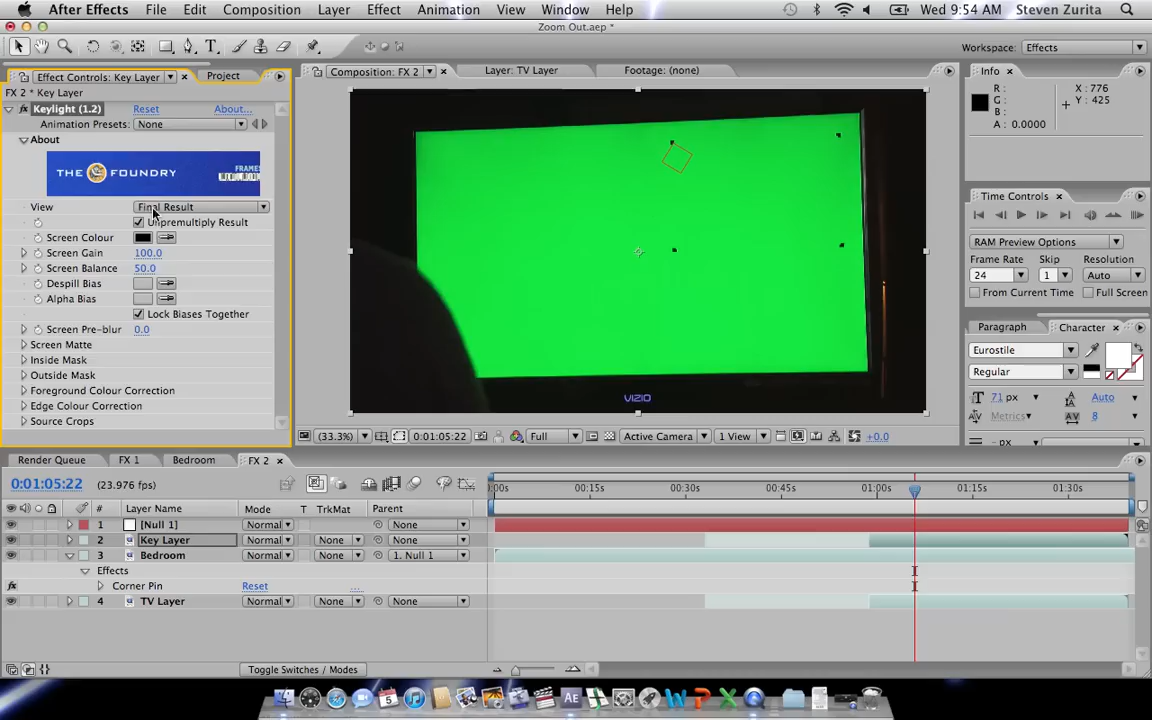 After Effects File Edit Composition Layer Effect Animation View Window Help Wed 9:54 AM Steven Zurita
Zoom Out.aep *
Workspace: Effects
Effect Controls: Key Layer Project
Composition: FX 2 Layer: TV Layer Footage: (none)
Info
FX 2 * Key Layer
Keylight (1.2) Reset About...
Animation Presets: None
About
THE FOUNDRY FRAME
View Final Result
Unpremultiply Result
Screen Colour
Screen Gain 100.0
Screen Balance 50.0
Despill Bias
Alpha Bias
Lock Biases Together
Screen Pre-blur 0.0
Screen Matte
Inside Mask
Outside Mask
Foreground Colour Correction
Edge Colour Correction
Source Crops
VIZIO
(33.3%) 0:01:05:22 Full Active Camera 1 View +0.0
R: X : 776
G: Y : 425
B:
A : 0.0000
Time Controls
RAM Preview Options
Frame Rate Skip Resolution
24 1 Auto
From Current Time Full Screen
Paragraph Character
Eurostile
Regular
71 px Auto
Metrics 8
- px
Render Queue FX 1 Bedroom FX 2
0:01:05:22 (23.976 fps)
:00s 00:15s 00:30s 00:45s 01:00s 01:15s 01:30s
# Layer Name Mode T TrkMat Parent
1 [Null 1] Normal None
2 Key Layer Normal None None
3 Bedroom Normal None 1. Null 1
Effects
Corner Pin Reset ...
4 TV Layer Normal None None
Toggle Switches / Modes